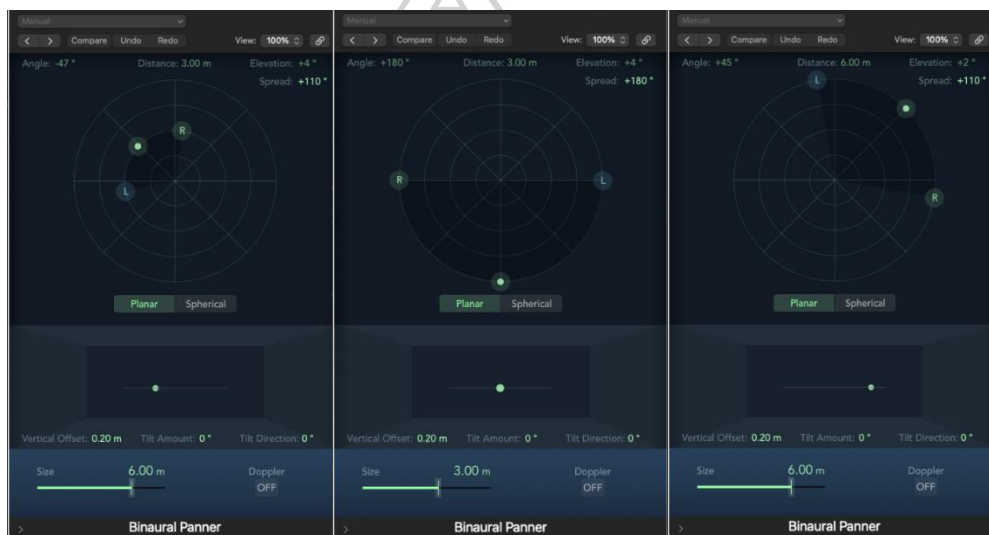 Manual
Compare Undo Redo View: 100%
Angle: -47 ° Distance: 3.00 m Elevation: +4 °
Spread: +110 °
R
L
Planar Spherical
Vertical Offset: 0.20 m Tilt Amount: 0 ° Tilt Direction: 0 °
Size 6.00 m Doppler
OFF
Binaural Panner
Manual
Compare Undo Redo View: 100%
Angle: +180 ° Distance: 3.00 m Elevation: +4 °
Spread: +180 °
R L
Planar Spherical
Vertical Offset: 0.20 m Tilt Amount: 0 ° Tilt Direction: 0 °
Size 3.00 m Doppler
OFF
Binaural Panner
Manual
Compare Undo Redo View: 100%
Angle: +45 ° Distance: 6.00 m Elevation: +2 °
Spread: +110 °
L
R
Planar Spherical
Vertical Offset: 0.20 m Tilt Amount: 0 ° Tilt Direction: 0 °
Size 6.00 m Doppler
OFF
Binaural Panner